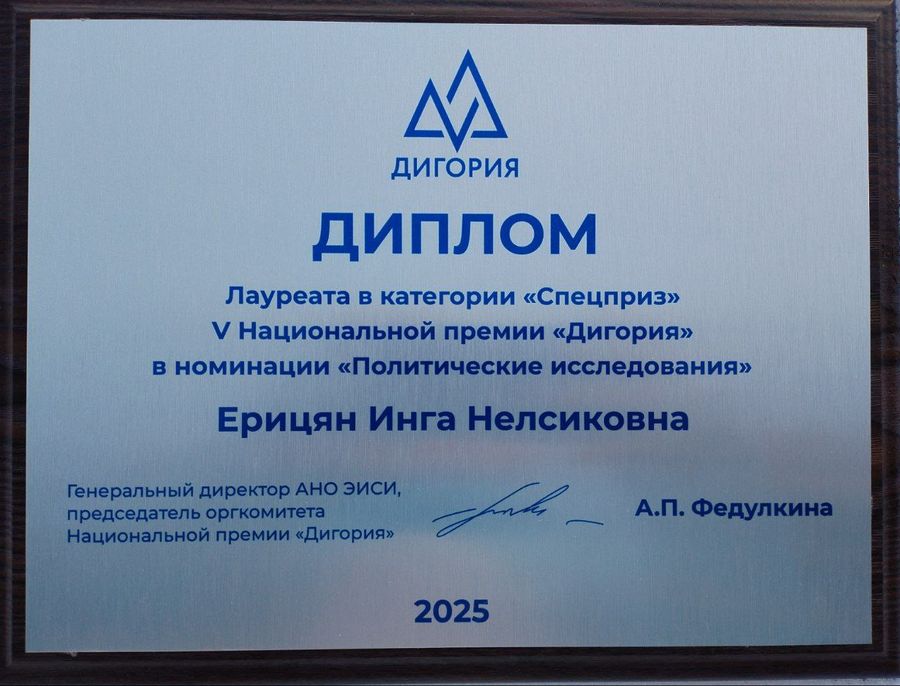 ДИГОРИЯ
ДИПЛОМ
Лауреата в категории «Спецприз»
V Национальной премии «Дигория»
в номинации «Политические исследования»
Ерицян Инга Нелсиковна
Генеральный директор АНО ЭИСИ,
председатель оргкомитета
Национальной премии «Дигория»
А.П. Федулкина
2025